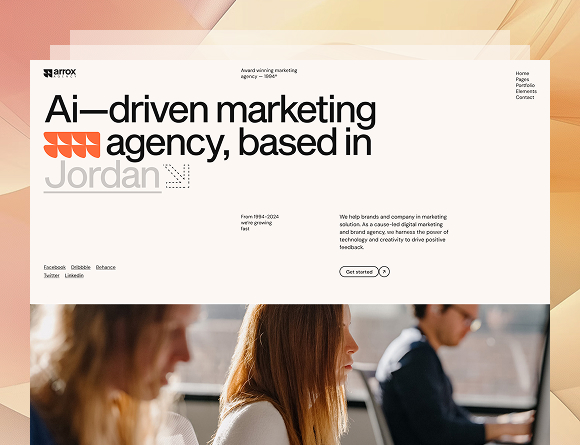 arrox
AGENCY
Award winning marketing
agency — 1994®
Home
Pages
Portfolio
Elements
Contact
Ai—driven marketing
agency, based in
Jordan
From 1994-2024
we're growing
fast
We help brands and company in marketing
solution. As a cause-led digital marketing
and brand agency, we harness the power of
technology and creativity to drive positive
feedback.
Facebook Dribbble Behance
Twitter Linkedin
Get started